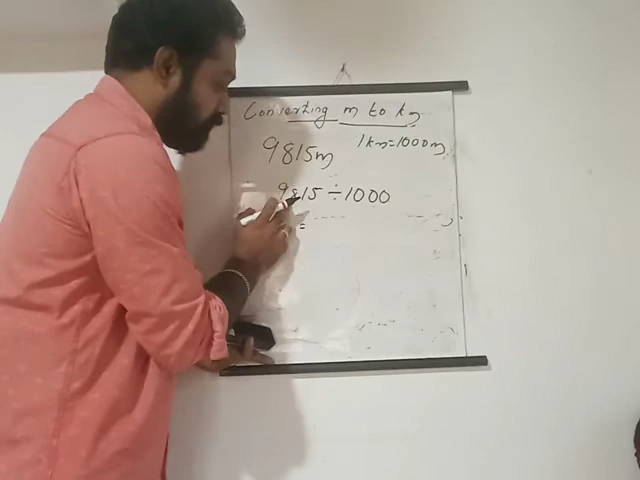 Converting m to km
1km=1000m
9815m
9815÷1000
=